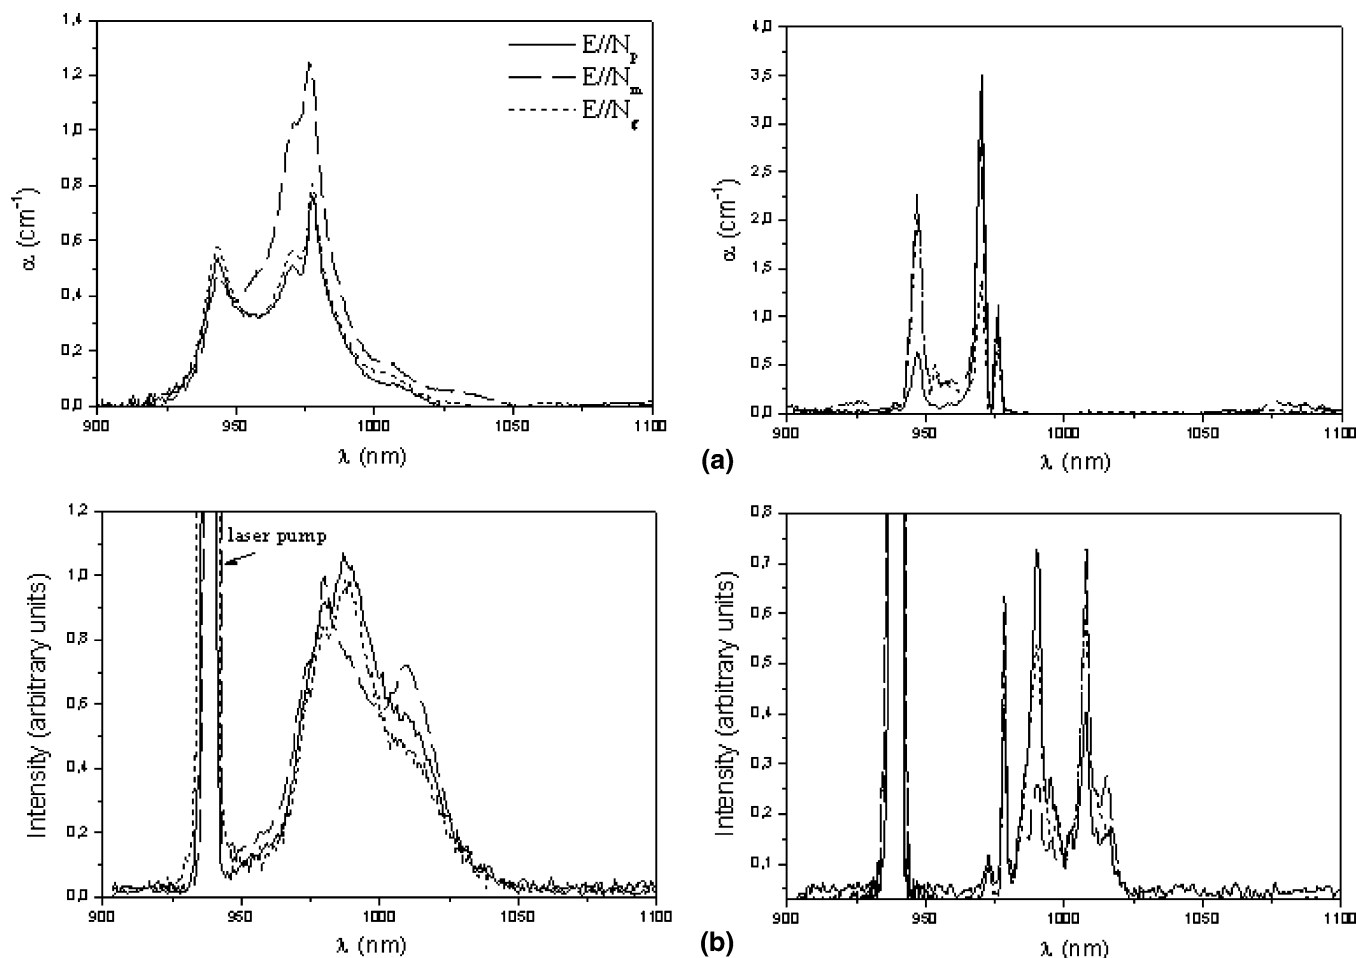 1,4
1,2
1,0
0,8
0,6
0,4
0,2
0,0
α (cm⁻¹)
E//Np
E//Nm
E//Ng
900 950 1000 1050 1100
λ (nm)
4,0
3,5
3,0
2,5
2,0
1,5
1,0
0,5
0,0
α (cm⁻¹)
900 950 1000 1050 1100
λ (nm)
(a)
1,2
1,0
0,8
0,6
0,4
0,2
0,0
Intensity (arbitrary units)
laser pump
900 950 1000 1050 1100
λ (nm)
0,8
0,7
0,6
0,5
0,4
0,3
0,2
0,1
Intensity (arbitrary units)
900 950 1000 1050 1100
λ (nm)
(b)